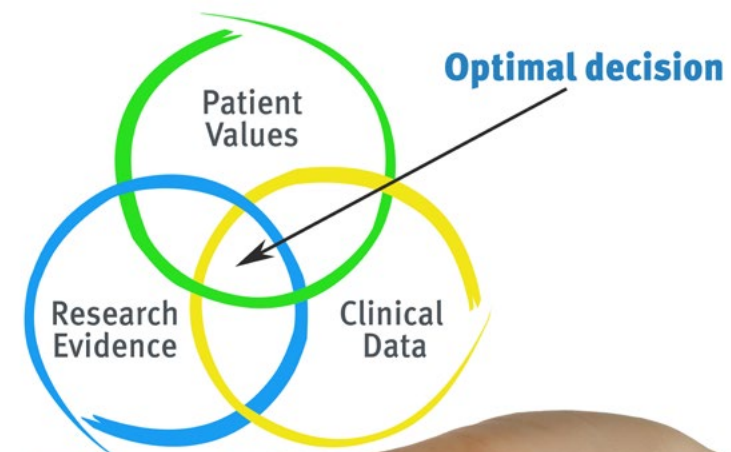 Optimal decision
Patient
Values
Research
Evidence
Clinical
Data